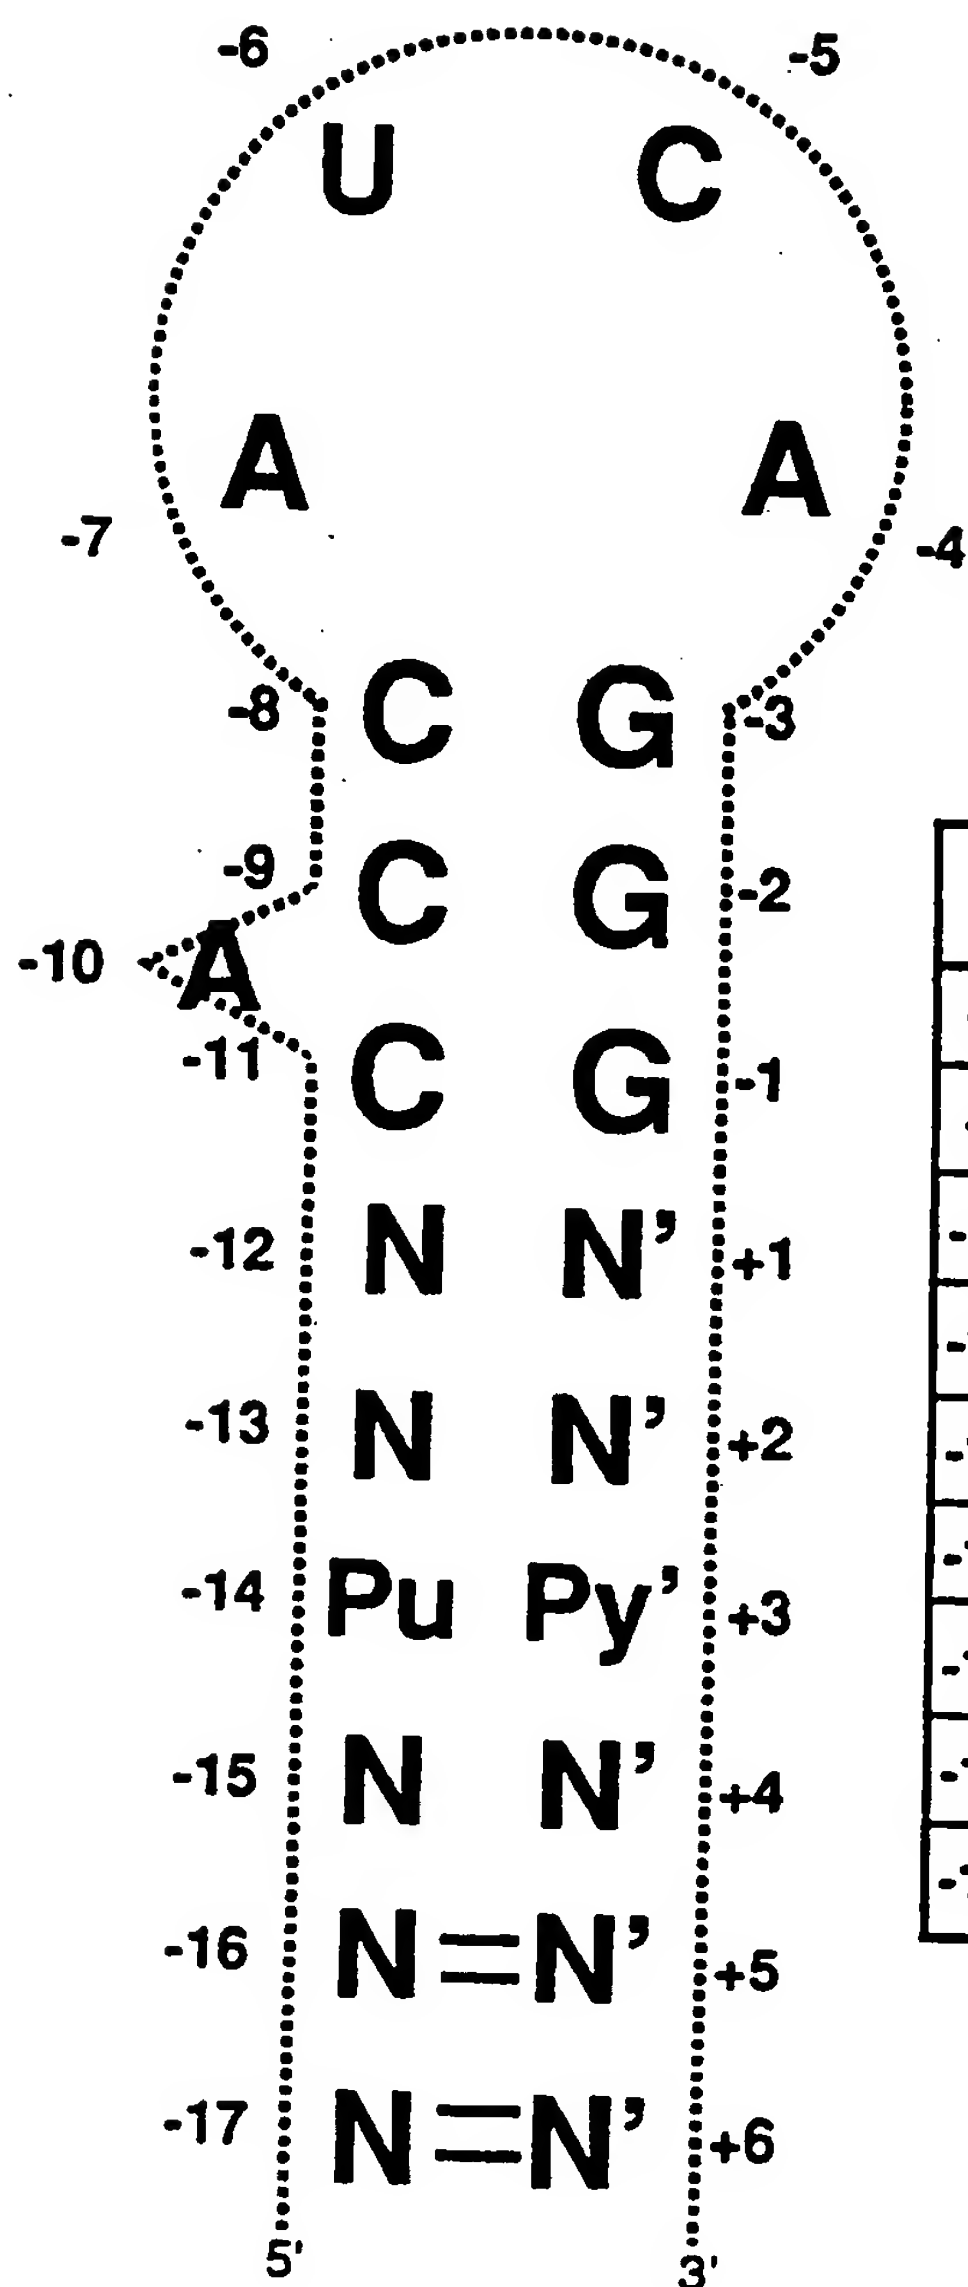 -6 -5
U C
A A
-7 -4
-8 C G -3
-9 C G -2
-10 A
-11 C G -1
-12 N N’ +1
-13 N N’ +2
-14 Pu Py’ +3
-15 N N’ +4
-16 N=N’ +5
-17 N=N’ +6
5' 3'